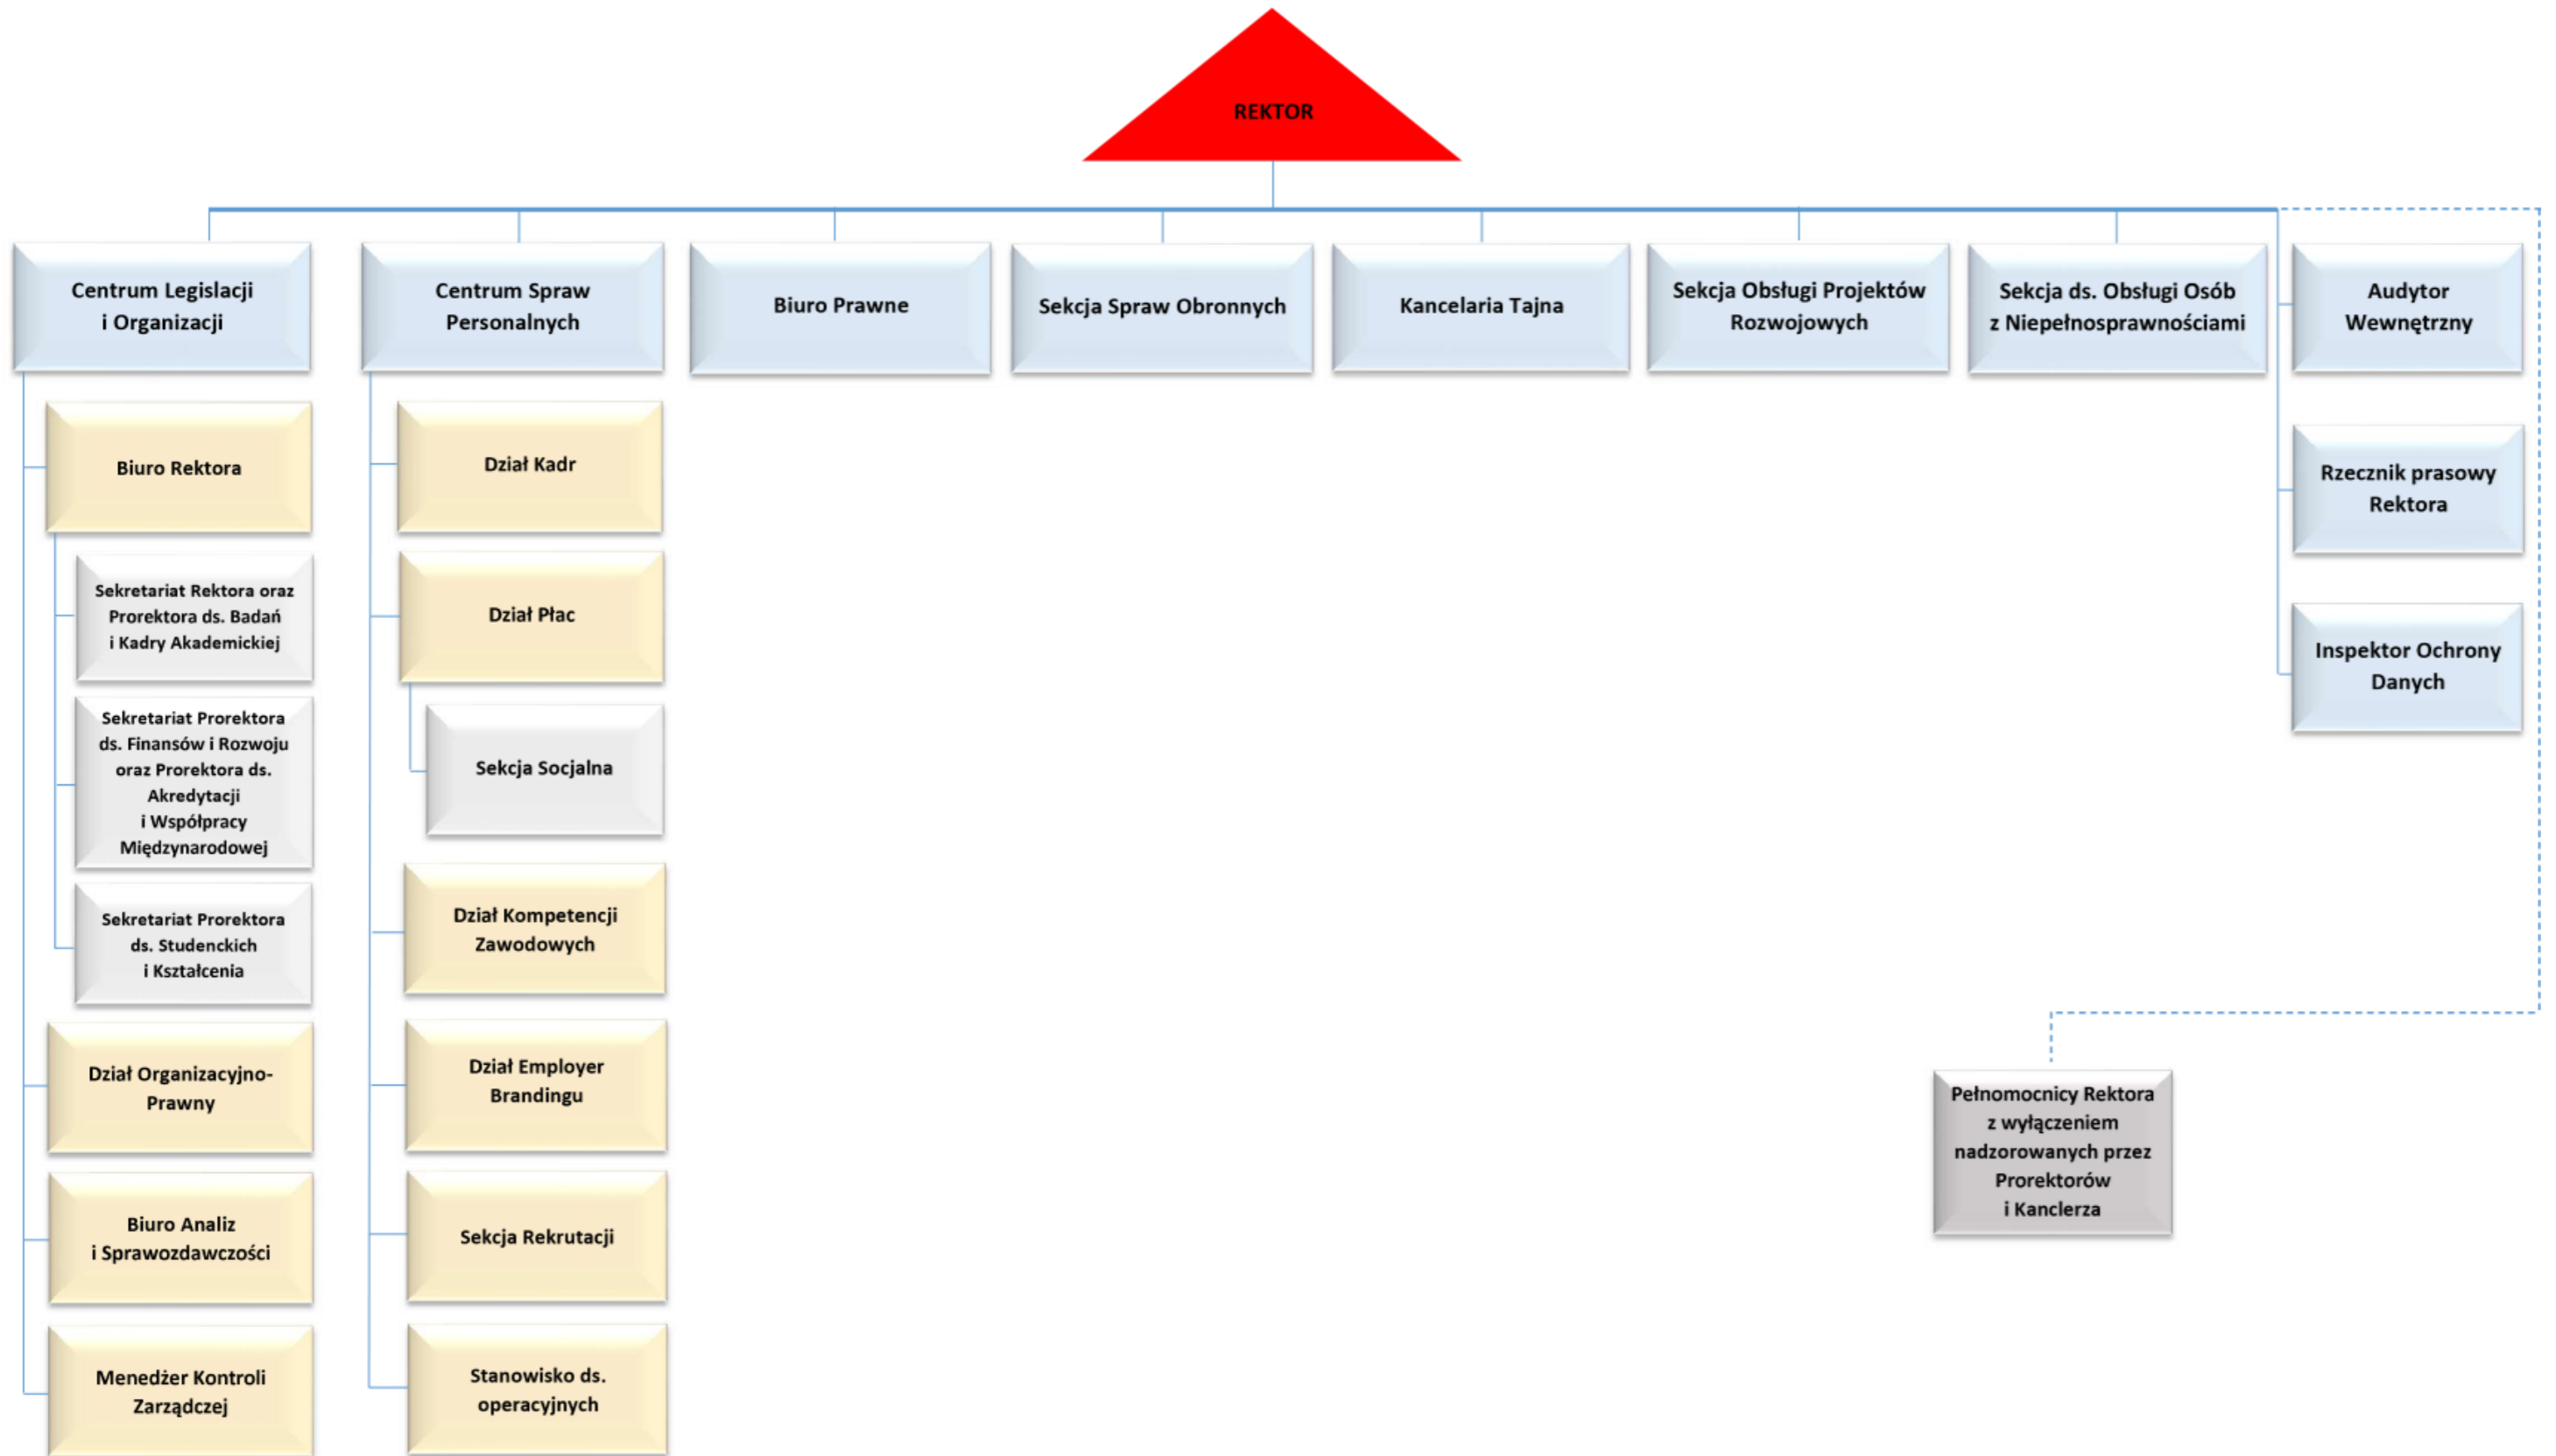 REKTOR
Centrum Legislacji
i Organizacji
Centrum Spraw
Personalnych
Biuro Prawne
Sekcja Spraw Obronnych
Kancelaria Tajna
Sekcja Obsługi Projektów
Rozwojowych
Sekcja ds. Obsługi Osób
z Niepełnosprawnościami
Audytor
Wewnętrzny
Biuro Rektora
Sekretariat Rektora oraz
Prorektora ds. Badań
i Kadry Akademickiej
Sekretariat Prorektora
ds. Finansów i Rozwoju
oraz Prorektora ds.
Akredytacji
i Współpracy
Międzynarodowej
Sekretariat Prorektora
ds. Studenckich
i Kształcenia
Dział Organizacyjno-
Prawny
Biuro Analiz
i Sprawozdawczości
Menedżer Kontroli
Zarządczej
Dział Kadr
Dział Płac
Sekcja Socjalna
Dział Kompetencji
Zawodowych
Dział Employer
Brandingu
Sekcja Rekrutacji
Stanowisko ds.
operacyjnych
Rzecznik prasowy
Rektora
Inspektor Ochrony
Danych
Pełnomocnicy Rektora
z wyłączeniem
nadzorowanych przez
Prorektorów
i Kanclerza